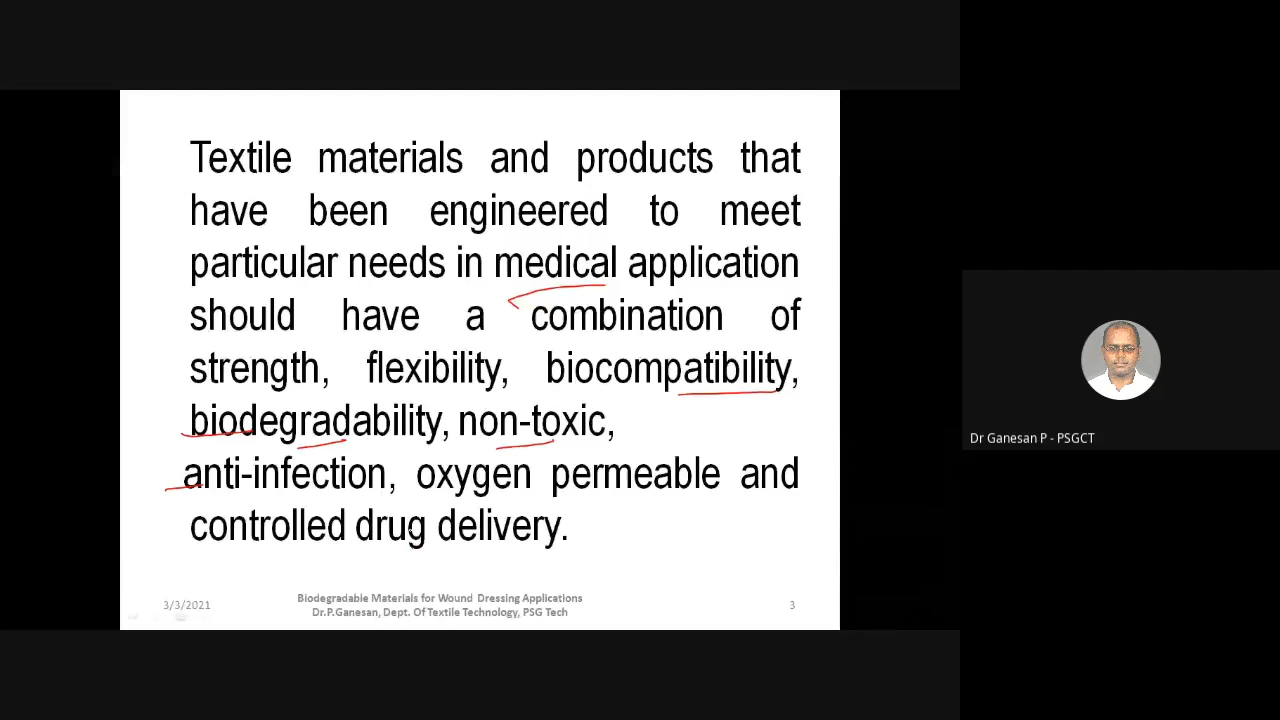 Textile materials and products that
have been engineered to meet
particular needs in medical application
should have a combination of
strength, flexibility, biocompatibility,
biodegradability, non-toxic,
anti-infection, oxygen permeable and
controlled drug delivery.
3/3/2021
Biodegradable Materials for Wound Dressing Applications
Dr.P.Ganesan, Dept. Of Textile Technology, PSG Tech
3
Dr Ganesan P - PSGCT